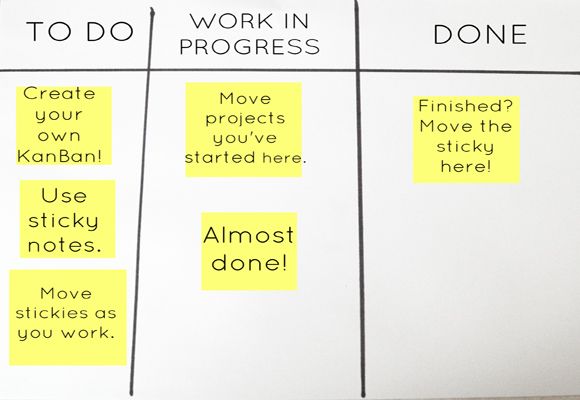 TO DO
WORK IN
PROGRESS
DONE
Create
your
own
KanBan!
Use
sticky
notes.
Move
stickies as
you work.
Move
projects
you've
started here.
Almost
done!
Finished?
Move the
sticky
here!